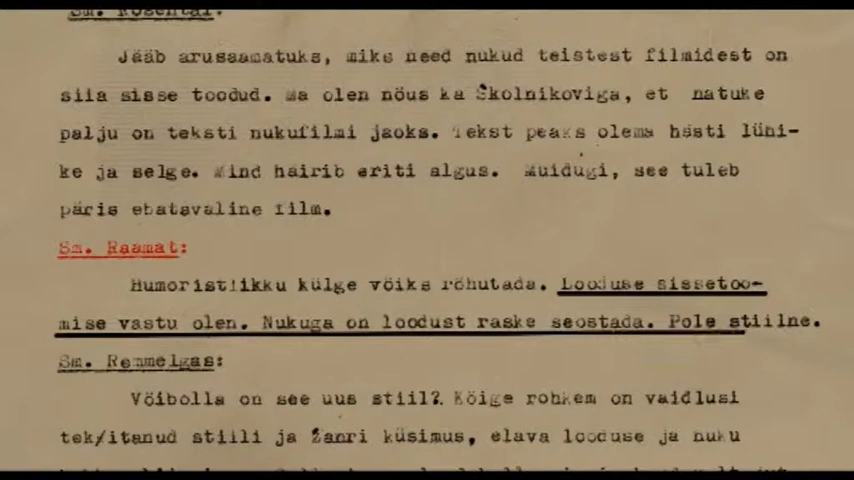 Sm. Rosental:
Jääb arusaamatuks, miks need nukud teistest filmidest on
siia sisse toodud. Ma olen nõus ka Školnikoviga, et natuke
palju on teksti nukufilmi jaoks. Tekst peaks olema hästi lühi-
ke ja selge. Mind häirib eriti algus. Muidugi, see tuleb
päris ebatavaline film.
Sm. Raamat:
Humoristlikku külge võiks rõhutada. Looduse sissetoo-
mise vastu olen. Nukuga on loodust raske seostada. Pole stiilne.
Sm. Remmelgas:
Võibolla on see uus stiil?. Kõige rohkem on vaidlusi
tek/itanud stiili ja žanri küsimus, elava looduse ja nuku